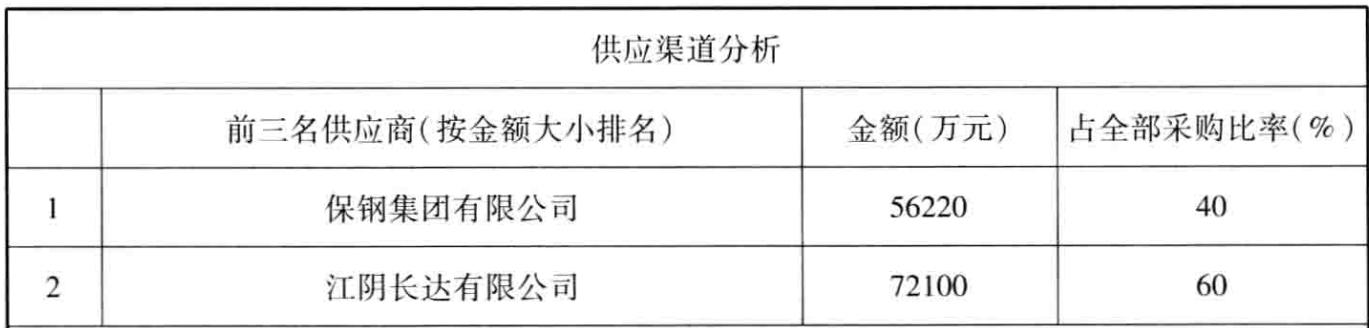 供应渠道分析
前三名供应商(按金额大小排名) 金额(万元) 占全部采购比率(%)
1 保钢集团有限公司 56220 40
2 江阴长达有限公司 72100 60